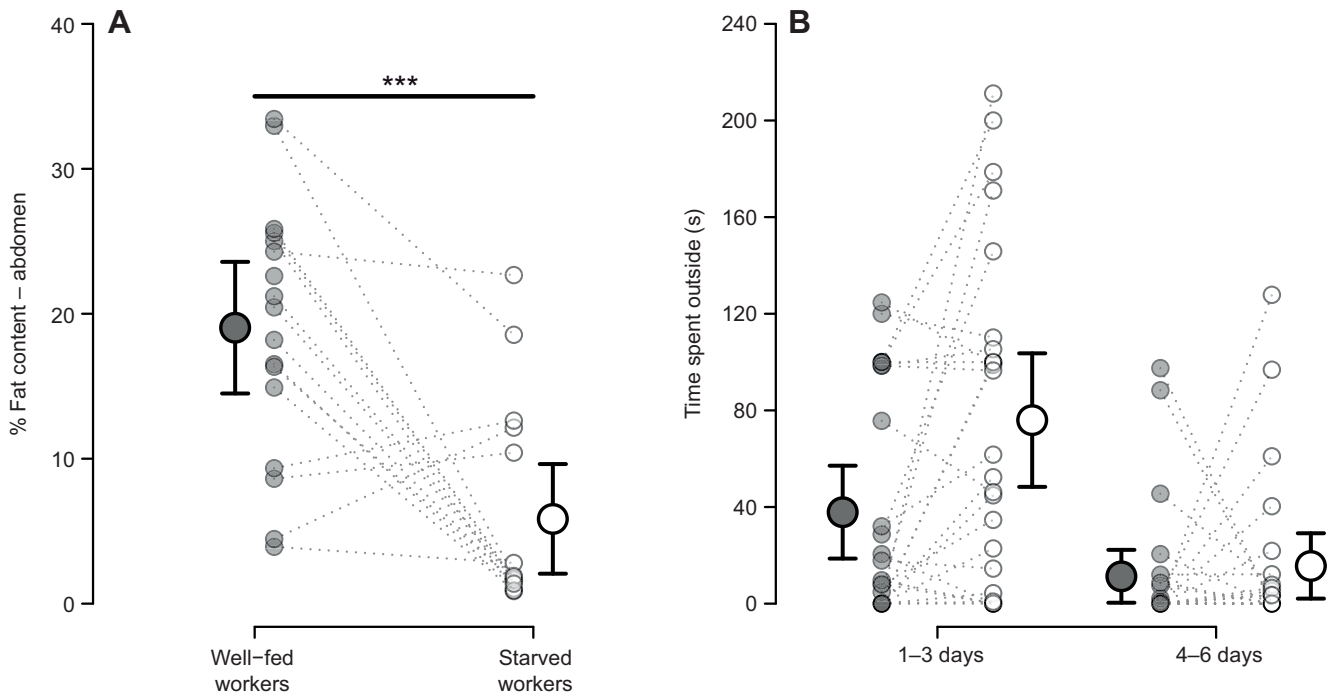 A
% Fat content – abdomen
40
30
20
10
0
***
Well−fed
workers
Starved
workers
B
Time spent outside (s)
240
200
160
120
80
40
0
1–3 days
4–6 days